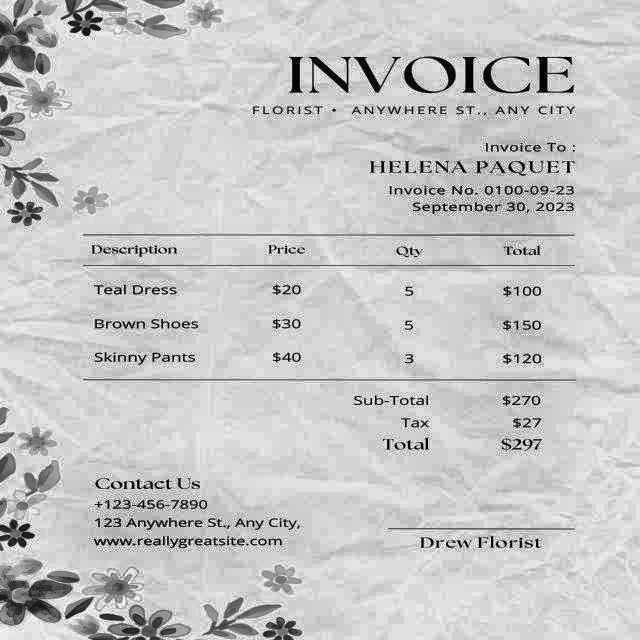 INVOICE
FLORIST • ANYWHERE ST., ANY CITY
Invoice To :
HELENA PAQUET
Invoice No. 0100-09-23
September 30, 2023
Description Price Qty Total
Teal Dress $20 5 $100
Brown Shoes $30 5 $150
Skinny Pants $40 3 $120
Sub-Total $270
Tax $27
Total $297
Contact Us
+123-456-7890
123 Anywhere St., Any City,
www.reallygreatsite.com
Drew Florist